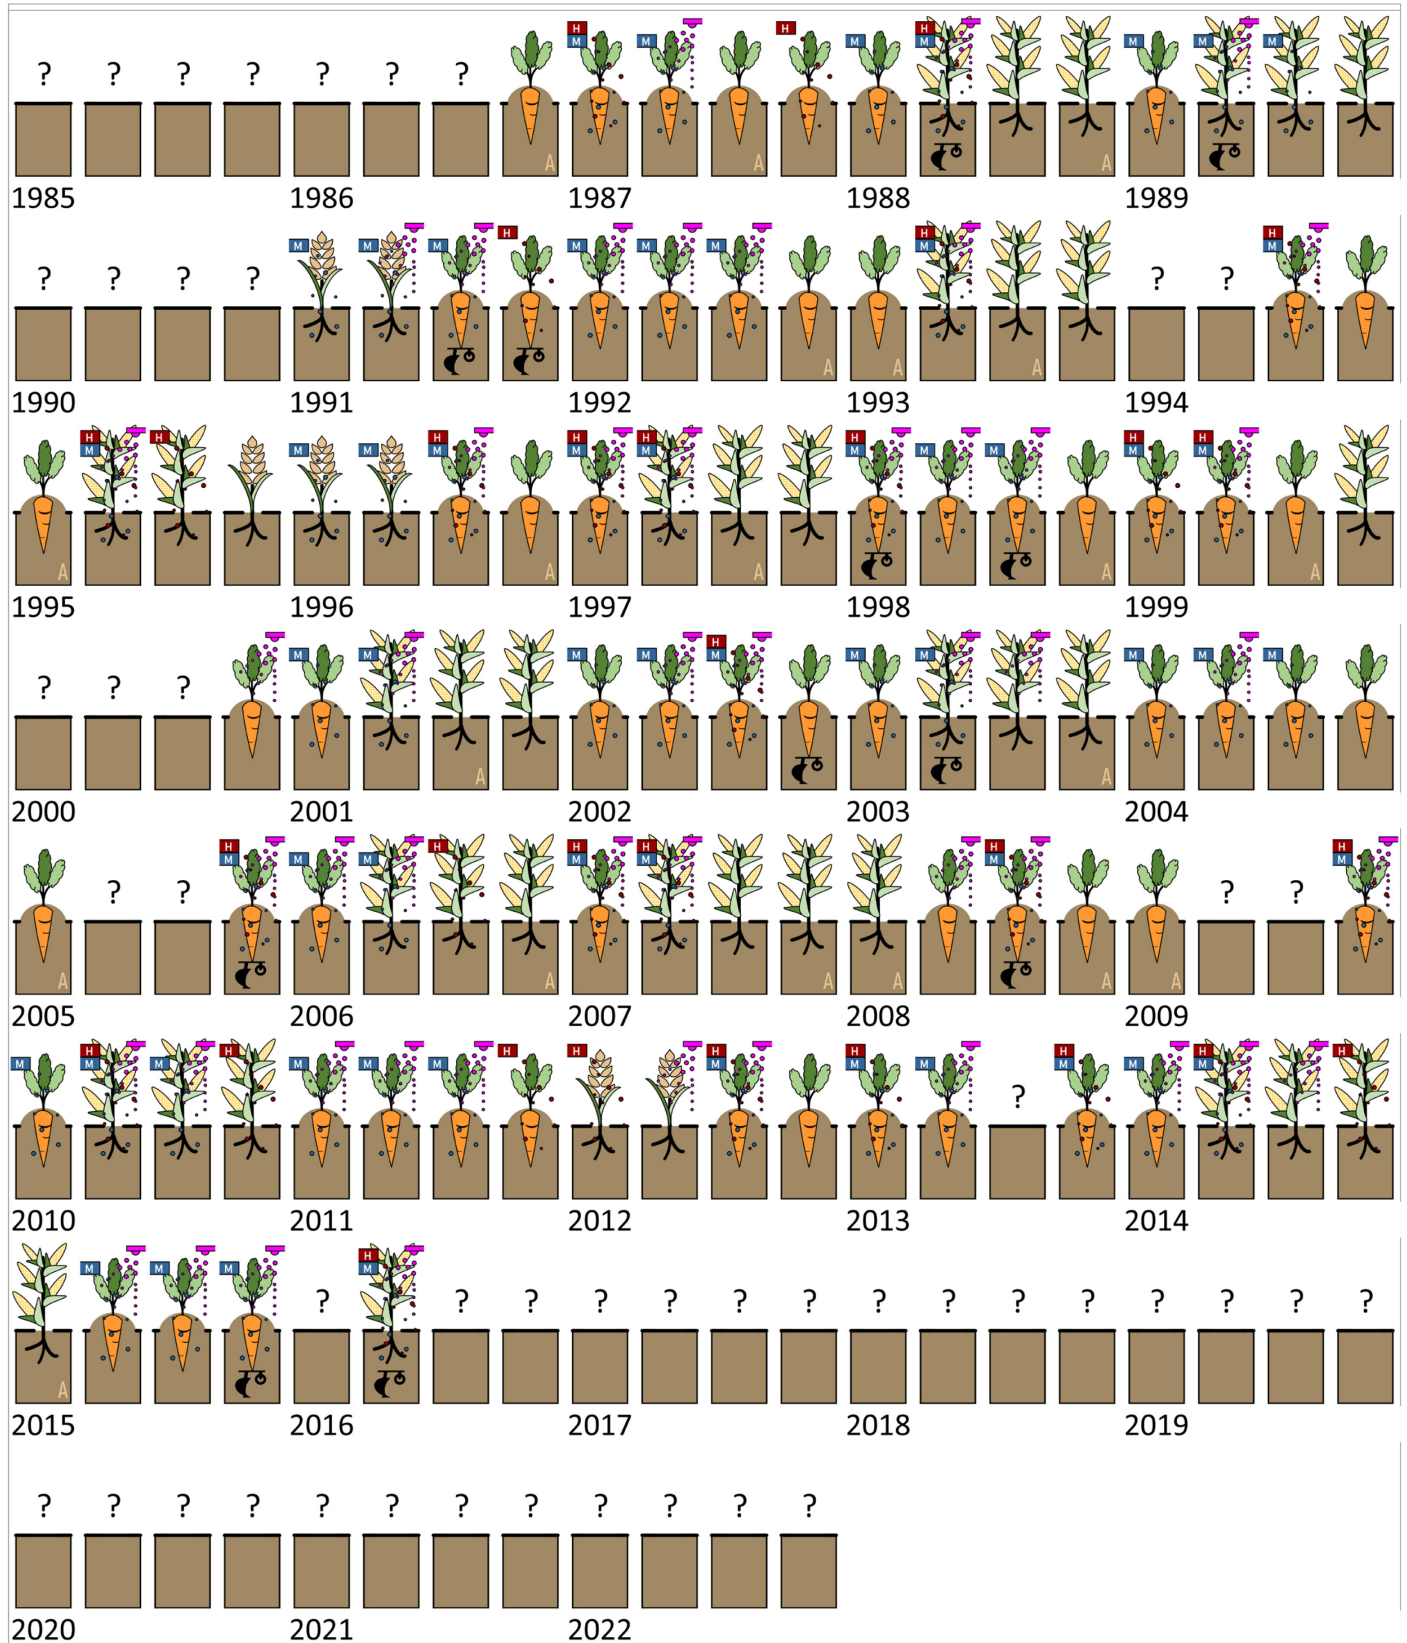 H H H
M M M M M M M
? ? ? ? ? ? ?
A A A
1985 1986 1987 1988 1989
H H H
M M M M M M M M
? ? ? ? ? ?
A A A
1990 1991 1992 1993 1994
H H H H H H H H
M M M M M M M M M M M
A A A A A
1995 1996 1997 1998 1999
H
M M M M M M M M M M
? ? ?
A A
2000 2001 2002 2003 2004
H H H H H H
M M M M M M M
? ? ? ?
A A A A A A
2005 2006 2007 2008 2009
H H H H H H H H H
M M M M M M M M M M M M
?
2010 2011 2012 2013 2014
H
M M M M
? ? ? ? ? ? ? ? ? ? ? ? ? ? ?
A
2015 2016 2017 2018 2019
? ? ? ? ? ? ? ? ? ? ? ?
2020 2021 2022